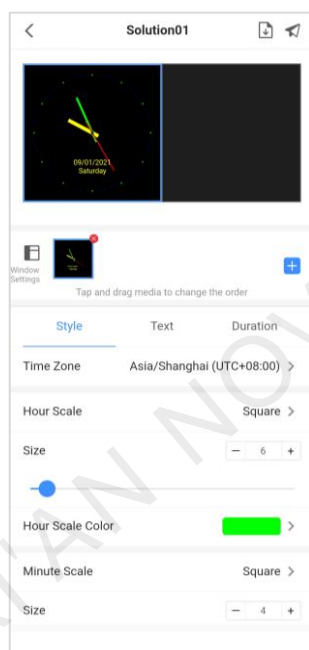 Solution01
09/01/2021
Saturday
Window
Settings
Tap and drag media to change the order
Style Text Duration
Time Zone Asia/Shanghai (UTC+08:00) >
Hour Scale Square >
Size − 6 +
Hour Scale Color >
Minute Scale Square >
Size − 4 +